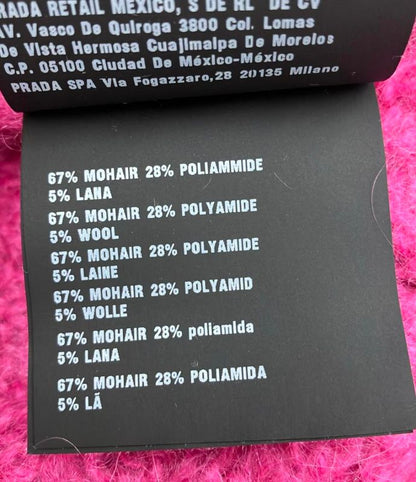 RADA RETAIL MEXICO, S DE RL DE CV
AV. Vasco De Quiroga 3800 Col. Lomas
De Vista Hermosa Cuajimalpa De Morelos
C.P. 05100 Ciudad De México-México
PRADA SPA Via Fogazzaro,28 20135 Milano
67% MOHAIR 28% POLIAMMIDE
5% LANA
67% MOHAIR 28% POLYAMIDE
5% WOOL
67% MOHAIR 28% POLYAMIDE
5% LAINE
67% MOHAIR 28% POLYAMID
5% WOLLE
67% MOHAIR 28% poliamida
5% LANA
67% MOHAIR 28% POLIAMIDA
5% LÃ